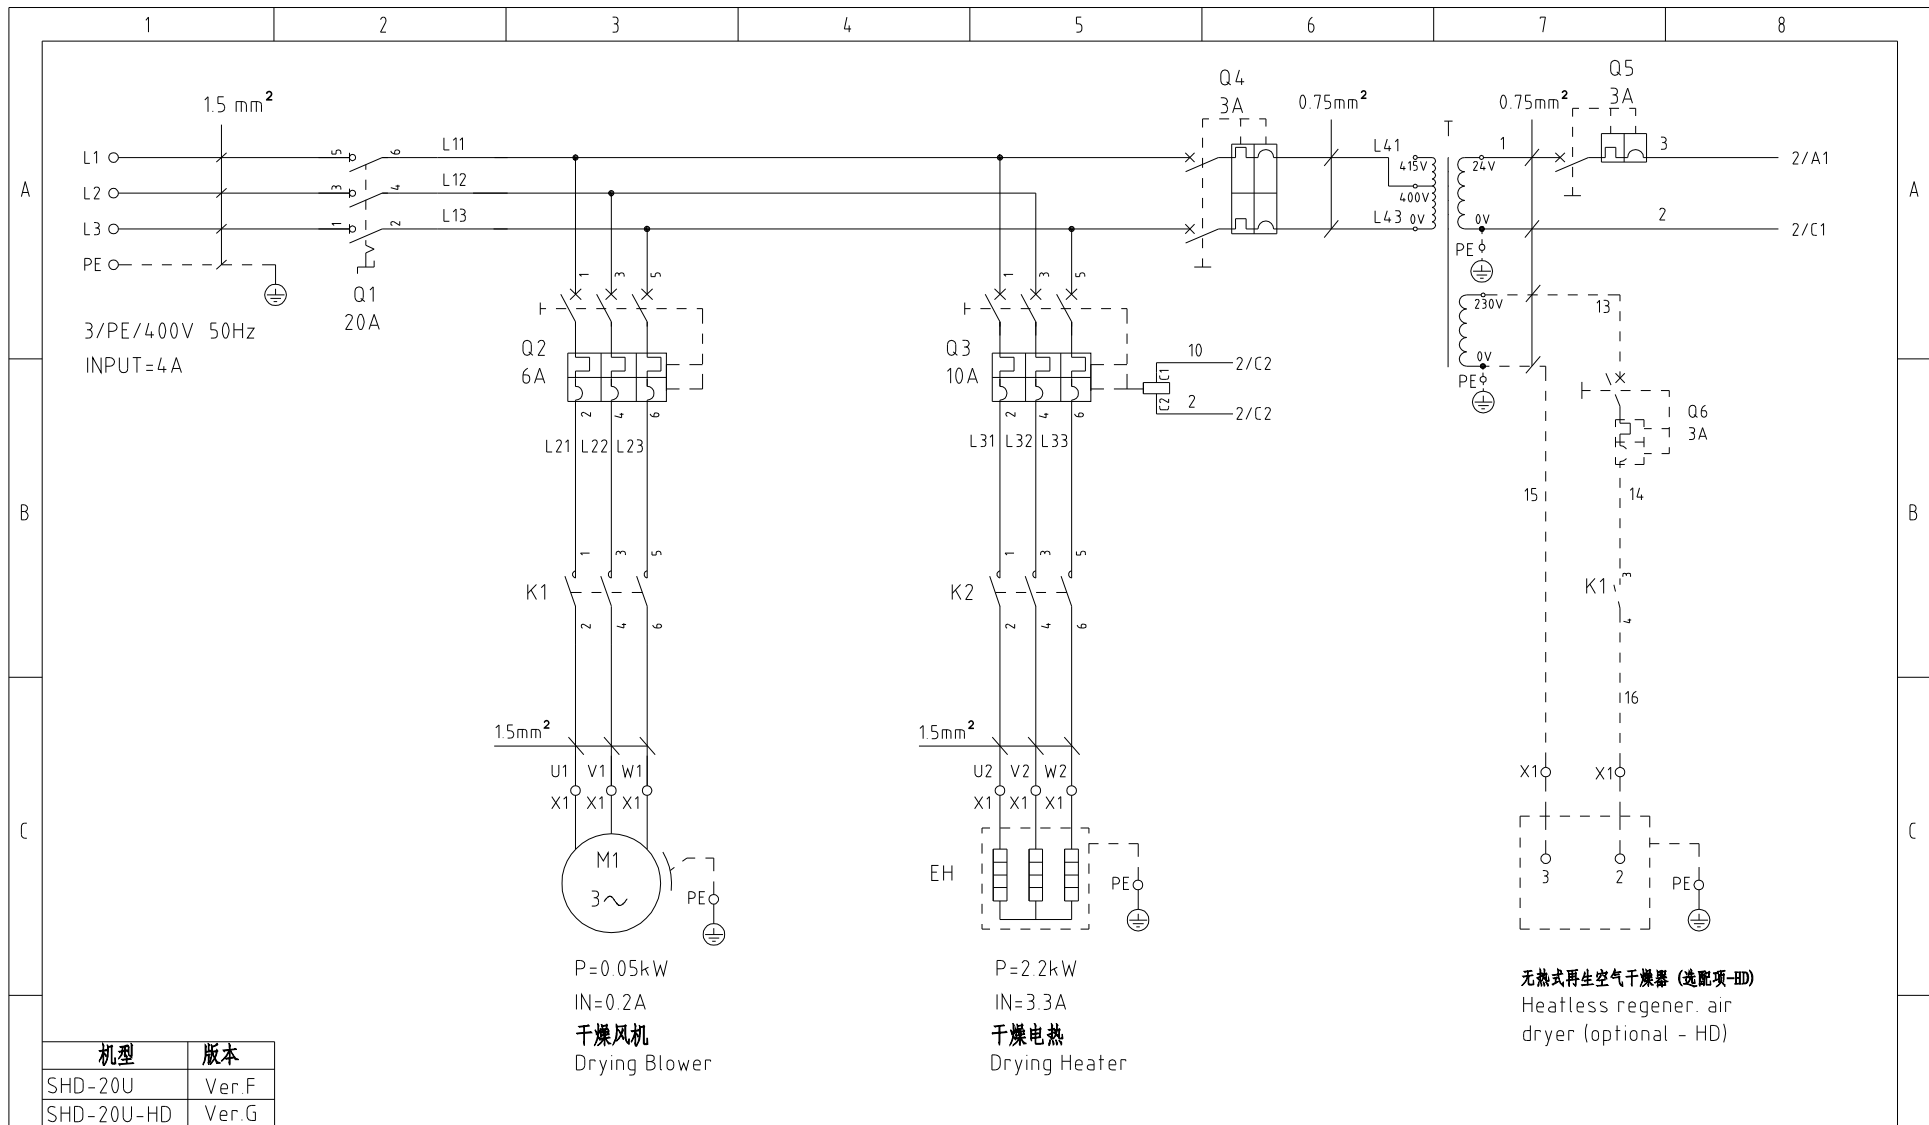 1 2 3 4 5 6 7 8
A
B
C
A
B
C
1.5 mm²
L1
L2
L3
PE
5 6
3 4
1 2
L11
L12
L13
Q1
20A
3/PE/400V 50Hz
INPUT=4A
1 3 5
Q2
6A
2 4 6
L21 L22 L23
1 3 5
K1
2 4 6
1.5mm²
U1 V1 W1
X1 X1 X1
M1
3~
PE
P=0.05kW
IN=0.2A
干燥风机
Drying Blower
1 3 5
Q3
10A
C1
C2
10
2/C2
2
2/C2
2 4 6
L31 L32 L33
1 3 5
K2
2 4 6
1.5mm²
U2 V2 W2
X1 X1 X1
EH
PE
P=2.2kW
IN=3.3A
干燥电热
Drying Heater
Q4
3A
0.75mm²
L41
415V
400V
L43 0V
T
24V
0V
PE
230V
0V
PE
0.75mm²
1
Q5
3A
3
2/A1
2
2/C1
13
Q6
3A
15
14
K1
3
4
16
X1 X1
3 2
PE
无热式再生空气干燥器 (选配项-HD)
Heatless regener. air
dryer (optional - HD)
机型 版本
SHD-20U Ver.F
SHD-20U-HD Ver.G